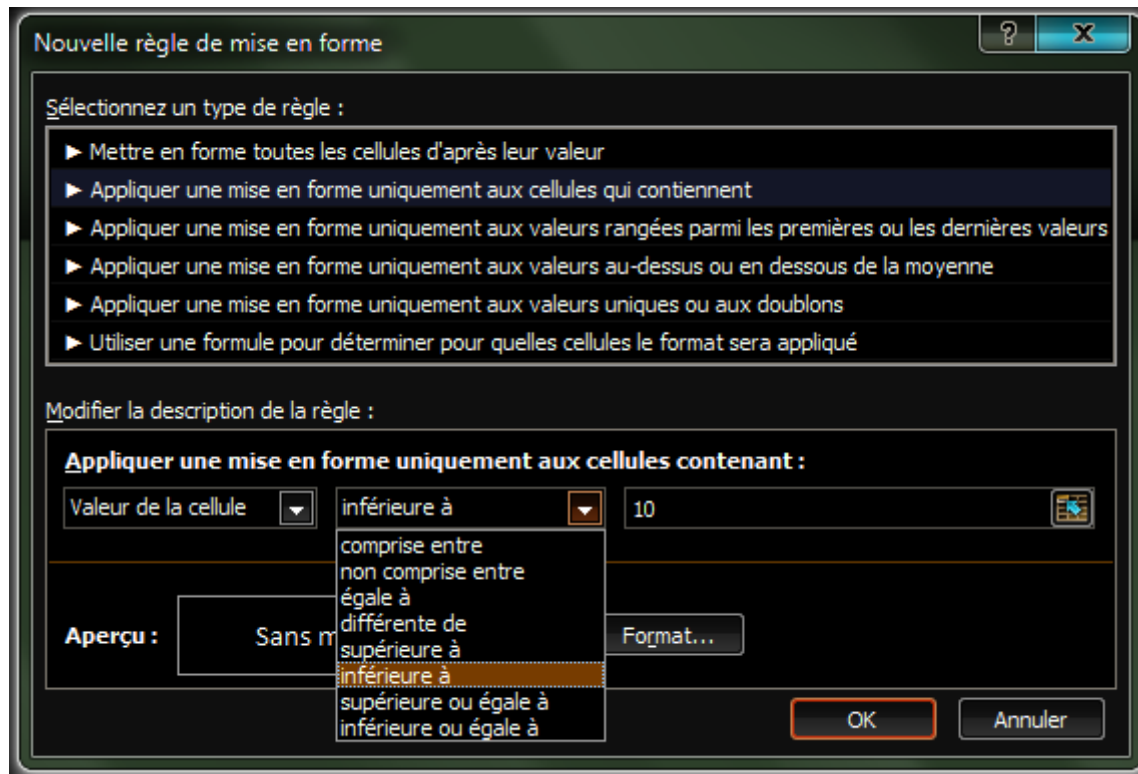 Nouvelle règle de mise en forme
?
X
Sélectionnez un type de règle :
► Mettre en forme toutes les cellules d'après leur valeur
► Appliquer une mise en forme uniquement aux cellules qui contiennent
► Appliquer une mise en forme uniquement aux valeurs rangées parmi les premières ou les dernières valeurs
► Appliquer une mise en forme uniquement aux valeurs au-dessus ou en dessous de la moyenne
► Appliquer une mise en forme uniquement aux valeurs uniques ou aux doublons
► Utiliser une formule pour déterminer pour quelles cellules le format sera appliqué
Modifier la description de la règle :
Appliquer une mise en forme uniquement aux cellules contenant :
Valeur de la cellule inférieure à 10
comprise entre
non comprise entre
égale à
différente de
supérieure à
inférieure à
supérieure ou égale à
inférieure ou égale à
Aperçu : Sans m Format...
OK Annuler